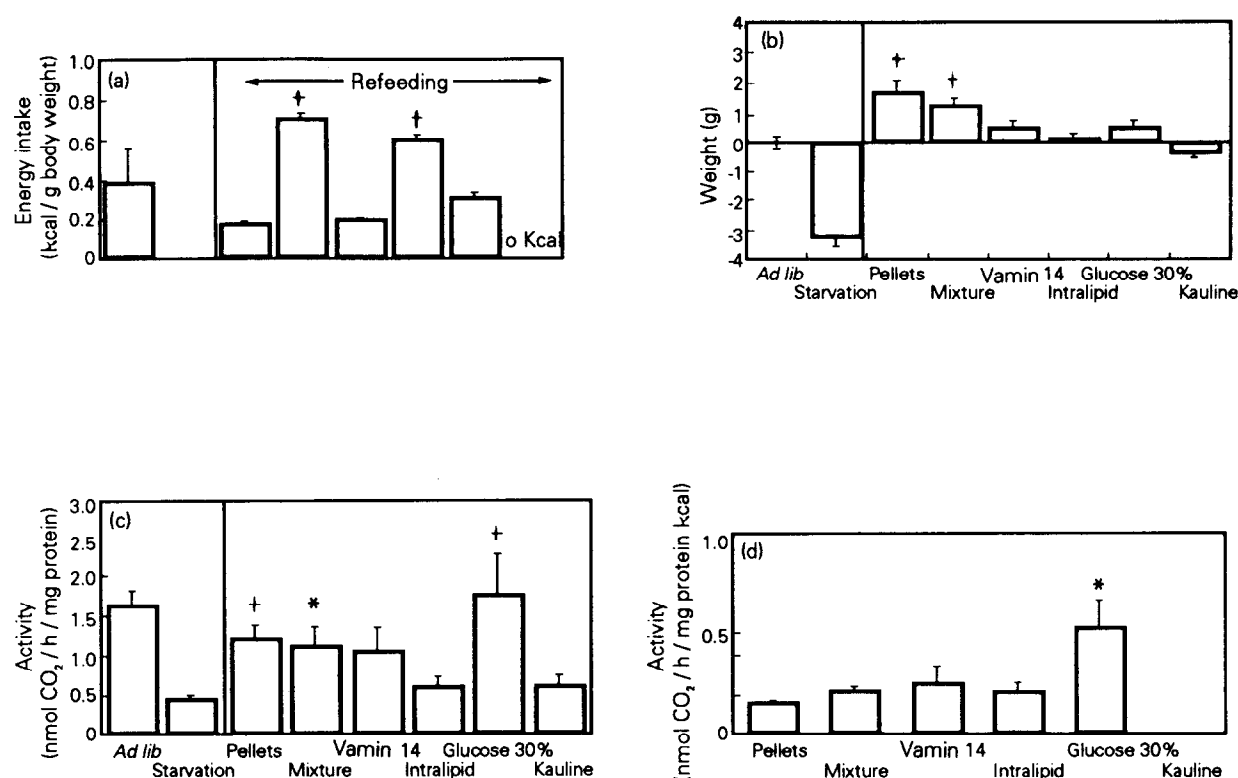 (a)
Refeeding
Energy intake
(kcal / g body weight)
1.0
0.8
0.6
0.4
0.2
0
o Kcal
(b)
Weight (g)
4
3
2
1
0
-1
-2
-3
-4
Ad lib Pellets Vamin 14 Glucose 30%
Starvation Mixture Intralipid Kauline
(c)
Activity
(nmol CO₂ / h / mg protein)
3.0
2.5
2.0
1.5
1.0
0.5
0
Ad lib Pellets Vamin 14 Glucose 30%
Starvation Mixture Intralipid Kauline
(d)
Activity
(nmol CO₂ / h / mg protein kcal)
1.0
0.5
0
Pellets Vamin 14 Glucose 30%
Mixture Intralipid Kauline